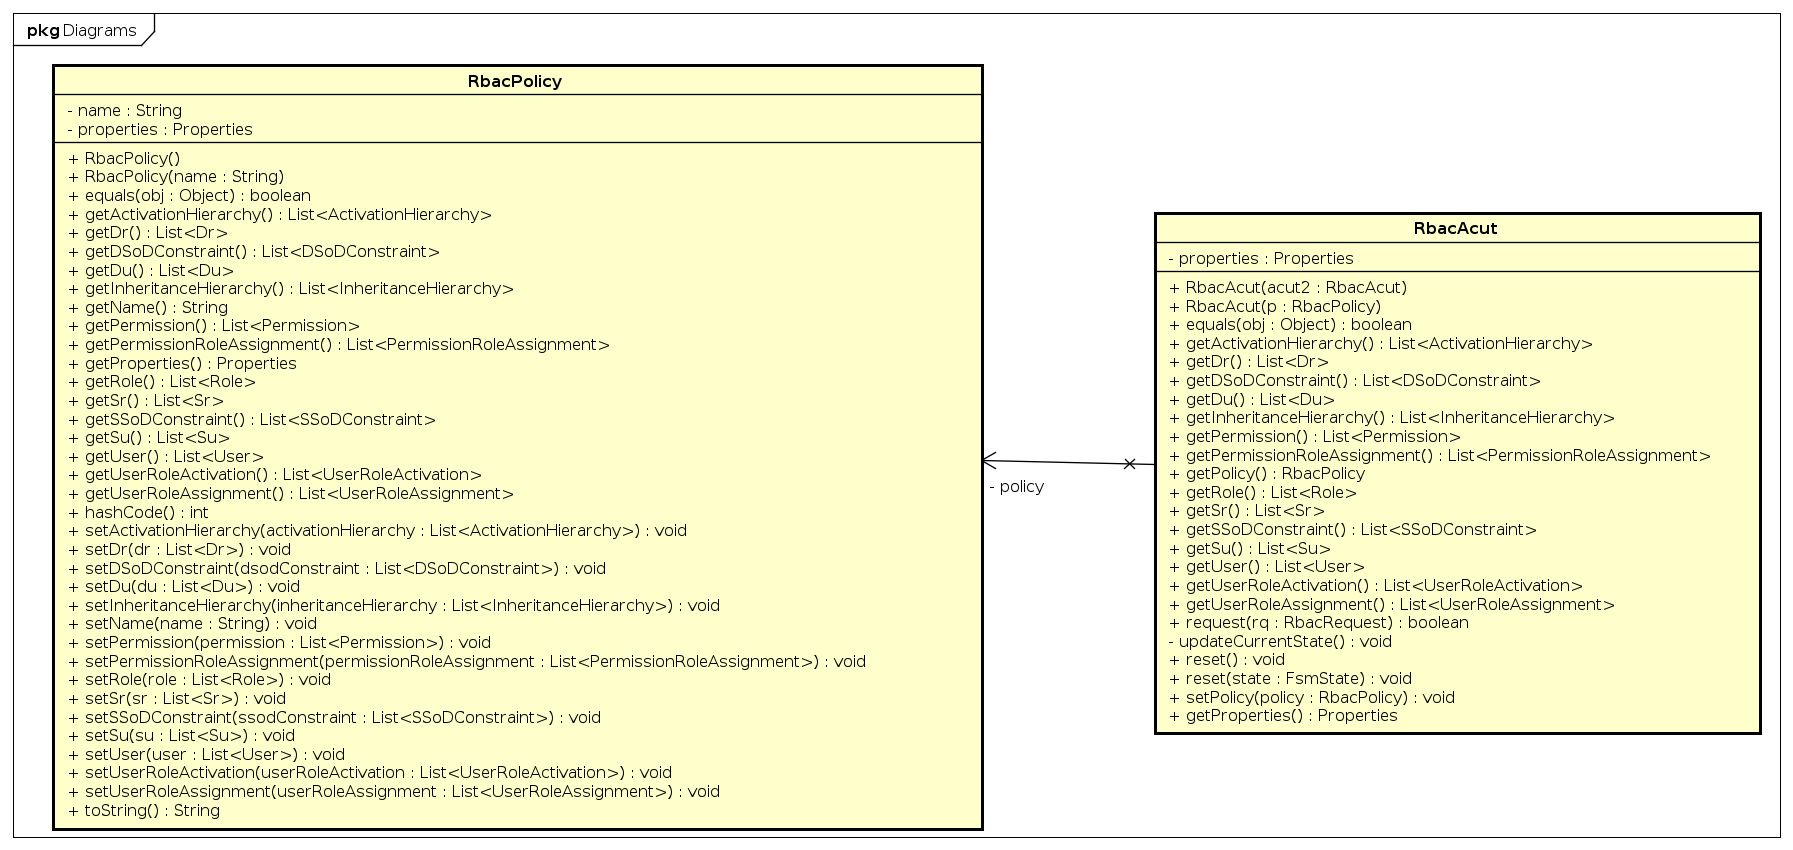 pkg Diagrams
RbacPolicy
- name : String
- properties : Properties
+ RbacPolicy()
+ RbacPolicy(name : String)
+ equals(obj : Object) : boolean
+ getActivationHierarchy() : List<ActivationHierarchy>
+ getDr() : List<Dr>
+ getDSoDConstraint() : List<DSoDConstraint>
+ getDu() : List<Du>
+ getInheritanceHierarchy() : List<InheritanceHierarchy>
+ getName() : String
+ getPermission() : List<Permission>
+ getPermissionRoleAssignment() : List<PermissionRoleAssignment>
+ getProperties() : Properties
+ getRole() : List<Role>
+ getSr() : List<Sr>
+ getSSoDConstraint() : List<SSoDConstraint>
+ getSu() : List<Su>
+ getUser() : List<User>
+ getUserRoleActivation() : List<UserRoleActivation>
+ getUserRoleAssignment() : List<UserRoleAssignment>
+ hashCode() : int
+ setActivationHierarchy(activationHierarchy : List<ActivationHierarchy>) : void
+ setDr(dr : List<Dr>) : void
+ setDSoDConstraint(dsodConstraint : List<DSoDConstraint>) : void
+ setDu(du : List<Du>) : void
+ setInheritanceHierarchy(inheritanceHierarchy : List<InheritanceHierarchy>) : void
+ setName(name : String) : void
+ setPermission(permission : List<Permission>) : void
+ setPermissionRoleAssignment(permissionRoleAssignment : List<PermissionRoleAssignment>) : void
+ setRole(role : List<Role>) : void
+ setSr(sr : List<Sr>) : void
+ setSSoDConstraint(ssodConstraint : List<SSoDConstraint>) : void
+ setSu(su : List<Su>) : void
+ setUser(user : List<User>) : void
+ setUserRoleActivation(userRoleActivation : List<UserRoleActivation>) : void
+ setUserRoleAssignment(userRoleAssignment : List<UserRoleAssignment>) : void
+ toString() : String
- policy
RbacAcut
- properties : Properties
+ RbacAcut(acut2 : RbacAcut)
+ RbacAcut(p : RbacPolicy)
+ equals(obj : Object) : boolean
+ getActivationHierarchy() : List<ActivationHierarchy>
+ getDr() : List<Dr>
+ getDSoDConstraint() : List<DSoDConstraint>
+ getDu() : List<Du>
+ getInheritanceHierarchy() : List<InheritanceHierarchy>
+ getPermission() : List<Permission>
+ getPermissionRoleAssignment() : List<PermissionRoleAssignment>
+ getPolicy() : RbacPolicy
+ getRole() : List<Role>
+ getSr() : List<Sr>
+ getSSoDConstraint() : List<SSoDConstraint>
+ getSu() : List<Su>
+ getUser() : List<User>
+ getUserRoleActivation() : List<UserRoleActivation>
+ getUserRoleAssignment() : List<UserRoleAssignment>
+ request(rq : RbacRequest) : boolean
- updateCurrentState() : void
+ reset() : void
+ reset(state : FsmState) : void
+ setPolicy(policy : RbacPolicy) : void
+ getProperties() : Properties